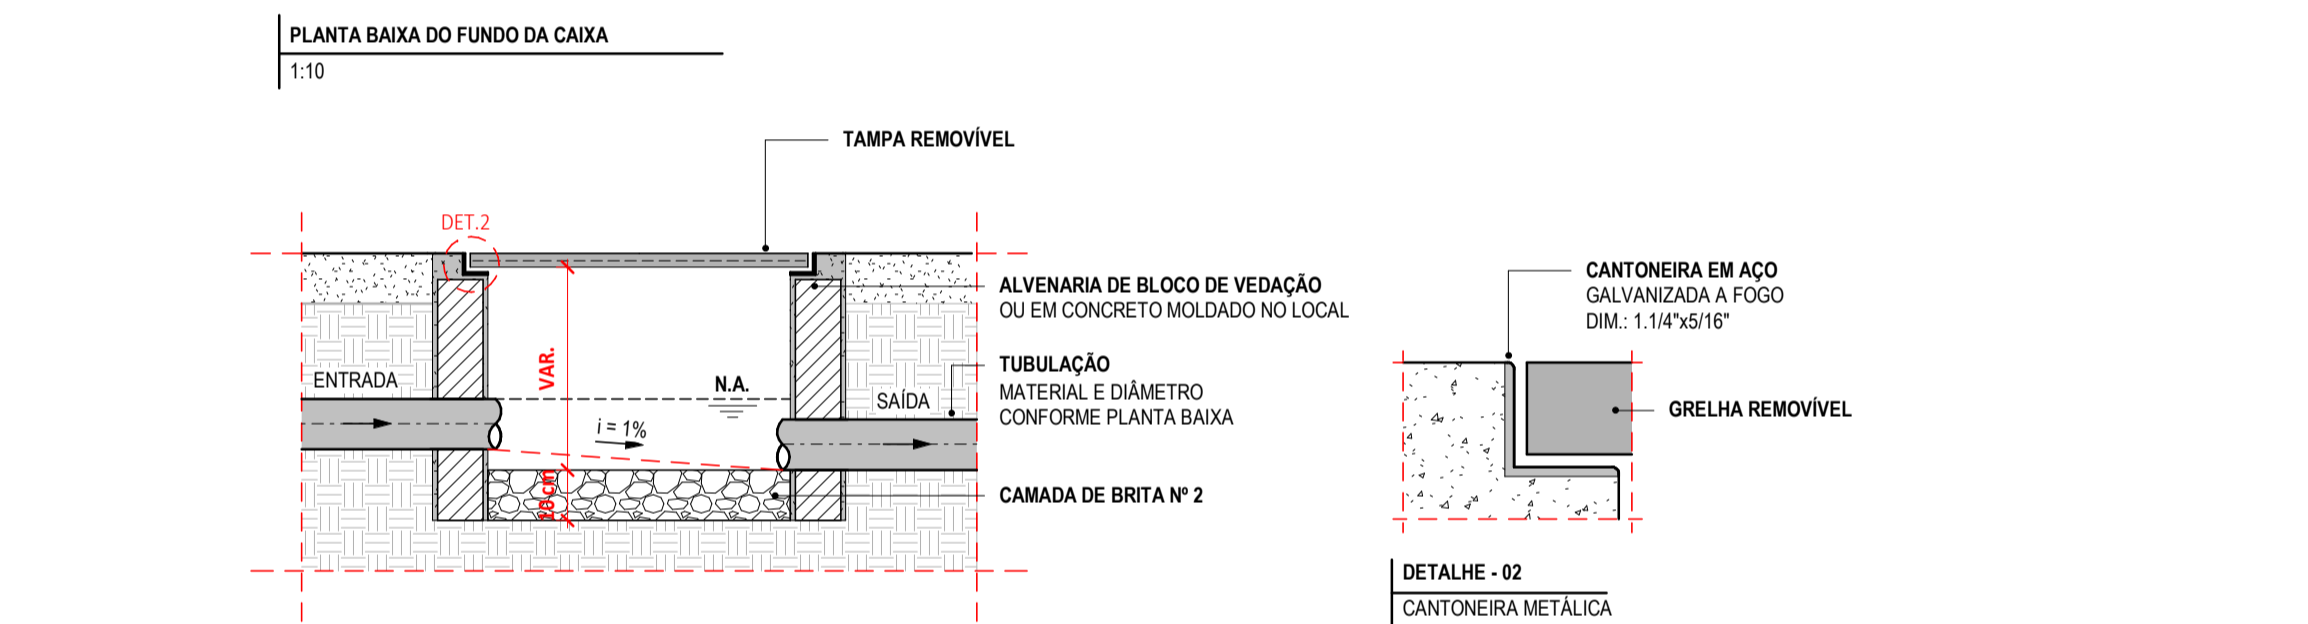 PLANTA BAIXA DO FUNDO DA CAIXA
1:10
TAMPA REMOVÍVEL
DET.2
ALVENARIA DE BLOCO DE VEDAÇÃO
OU EM CONCRETO MOLDADO NO LOCAL
VAR.
ENTRADA
N.A.
SAÍDA
TUBULAÇÃO
MATERIAL E DIÂMETRO
CONFORME PLANTA BAIXA
i = 1%
10 cm
CAMADA DE BRITA Nº 2
CANTONEIRA EM AÇO
GALVANIZADA A FOGO
DIM.: 1.1/4"x5/16"
GRELHA REMOVÍVEL
DETALHE - 02
CANTONEIRA METÁLICA